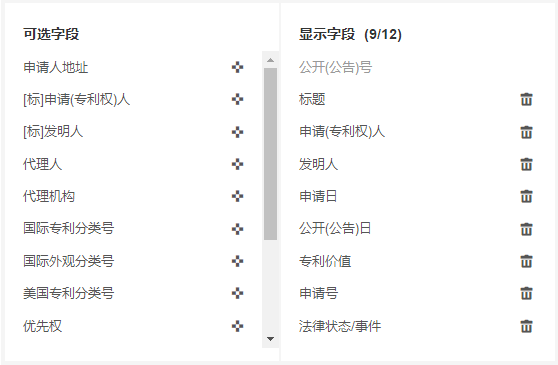 可选字段
申请人地址
[标]申请(专利权)人
[标]发明人
代理人
代理机构
国际专利分类号
国际外观分类号
美国专利分类号
优先权
显示字段 (9/12)
公开(公告)号
标题
申请(专利权)人
发明人
申请日
公开(公告)日
专利价值
申请号
法律状态/事件